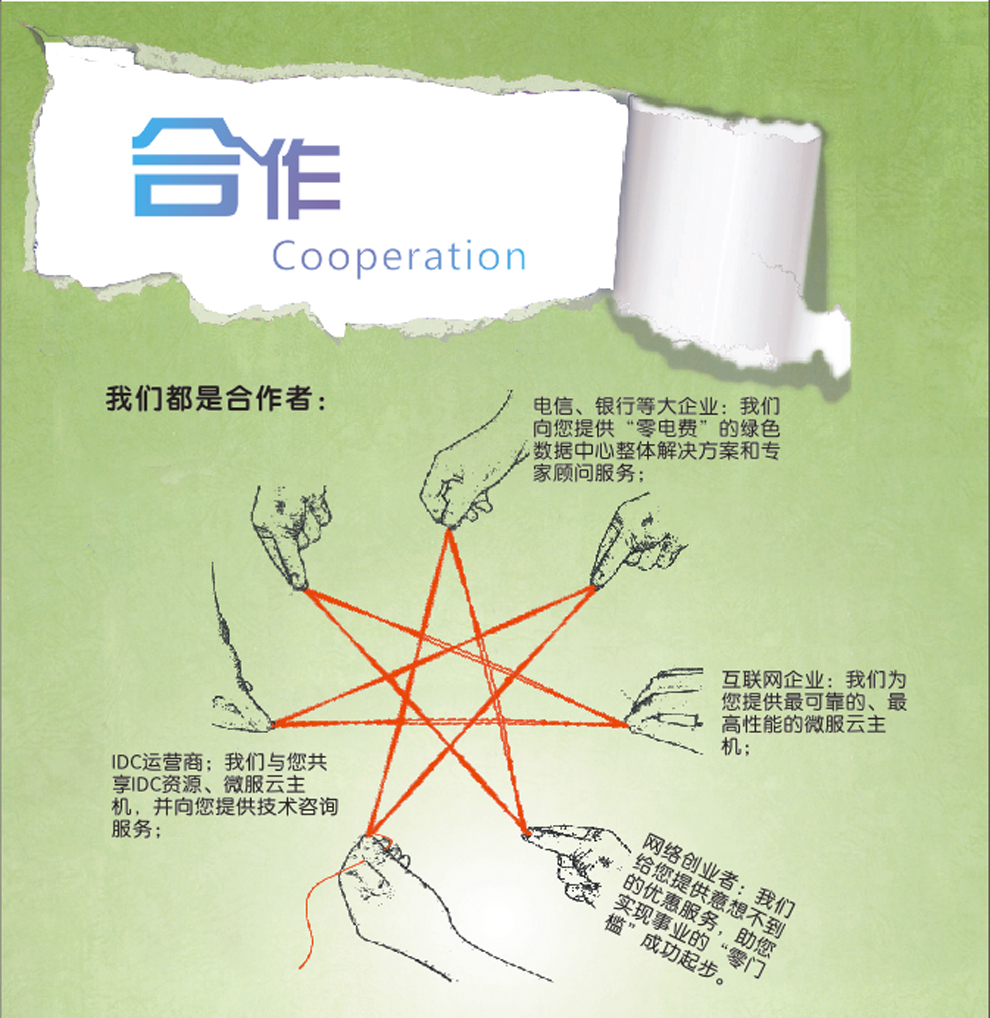 合作
Cooperation
我们都是合作者：
电信、银行等大企业：我们
向您提供“零电费”的绿色
数据中心整体解决方案和专
家顾问服务；
互联网企业：我们为
您提供最可靠的、最
高性能的微服云主
机；
IDC运营商；我们与您共
享IDC资源、微服云主
机，并向您提供技术咨询
服务；
网络创业者：我们
给您提供意想不到
的优惠服务，助您
实现事业的“零门
槛”成功起步。